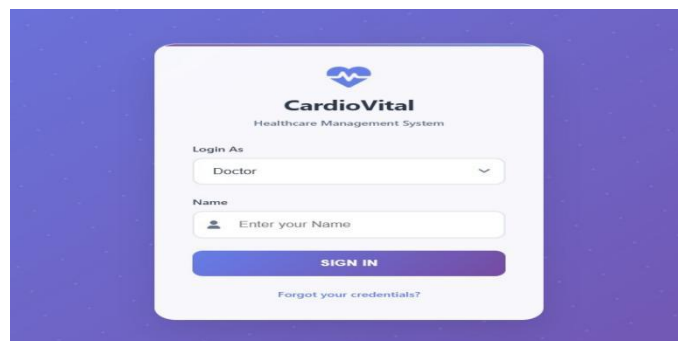 CardioVital
Healthcare Management System
Login As
Doctor
Name
Enter your Name
SIGN IN
Forgot your credentials?